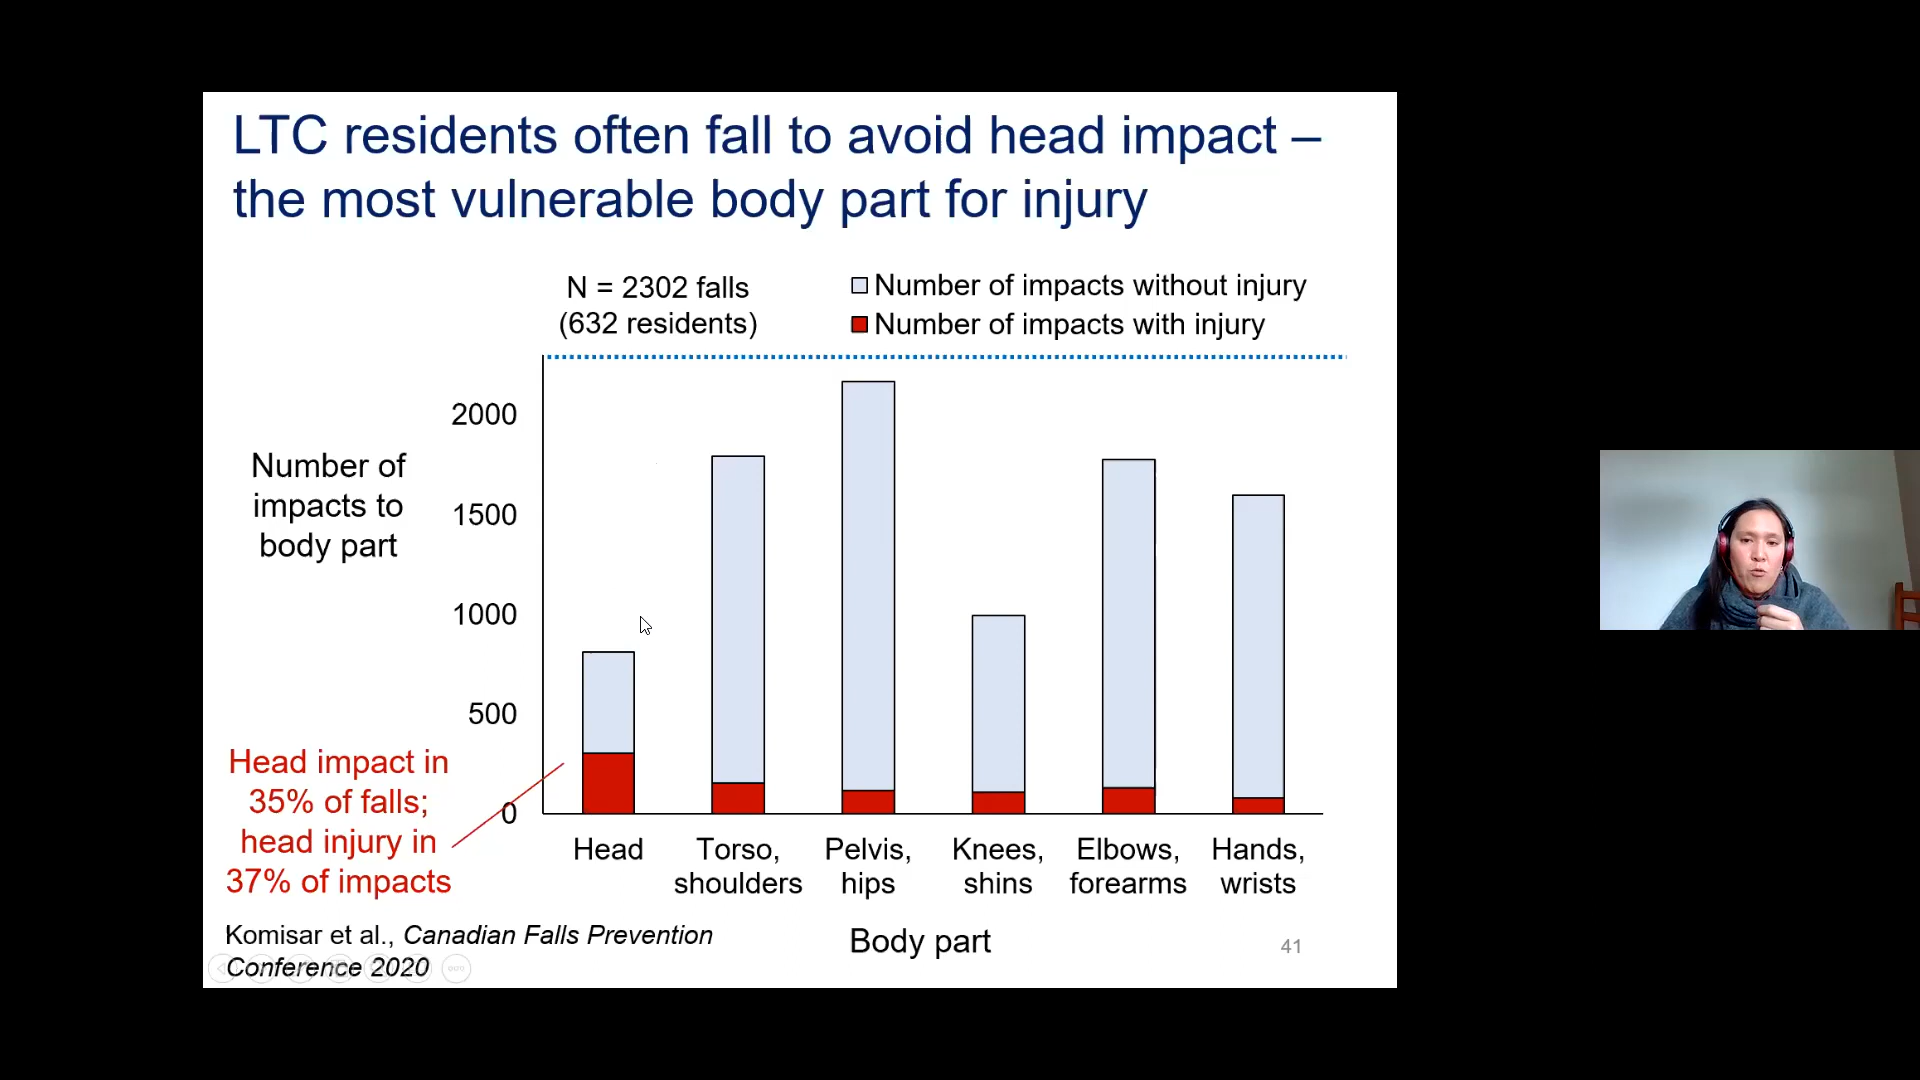 LTC residents often fall to avoid head impact –
the most vulnerable body part for injury
N = 2302 falls
(632 residents)
Number of impacts without injury
Number of impacts with injury
Number of
impacts to
body part
2000
1500
1000
500
0
Head impact in
35% of falls;
head injury in
37% of impacts
Head
Torso,
shoulders
Pelvis,
hips
Knees,
shins
Elbows,
forearms
Hands,
wrists
Body part
Komisar et al., Canadian Falls Prevention
Conference 2020
41